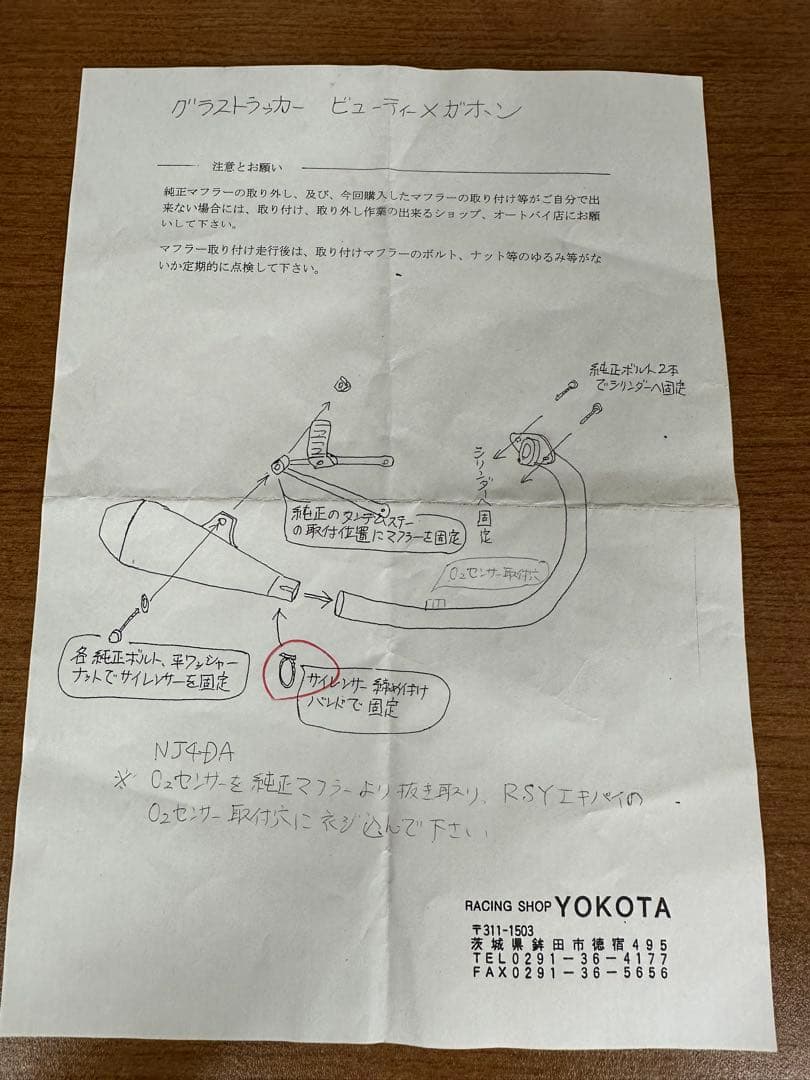 グラストラッカー ビューティーメガホーン
注意とお願い
純正マフラーの取り外し、及び、今回購入したマフラーの取り付け等がご自分で出
来ない場合には、取り付け、取り外し作業の出来るショップ、オートバイ店にお願
いして下さい。
マフラー取り付け走行後は、取り付けマフラーのボルト、ナット等のゆるみ等がな
いか定期的に点検して下さい。
純正ボルト2本
でシリンダーへ固定
シリンダーへ固定
純正のタンデムステー
の取付位置にマフラーを固定
O2センサー取付穴
各純正ボルト、平ワッシャー
ナットでサイレンサーを固定
サイレンサー締め付け
バンドで固定
NJ4DA
※O2センサーを純正マフラーより抜き取り、RSYエキパイの
O2センサー取付穴にネジ込んで下さい
RACING SHOP YOKOTA
〒311-1503
茨城県鉾田市徳宿495
TEL0291-36-4177
FAX0291-36-5656